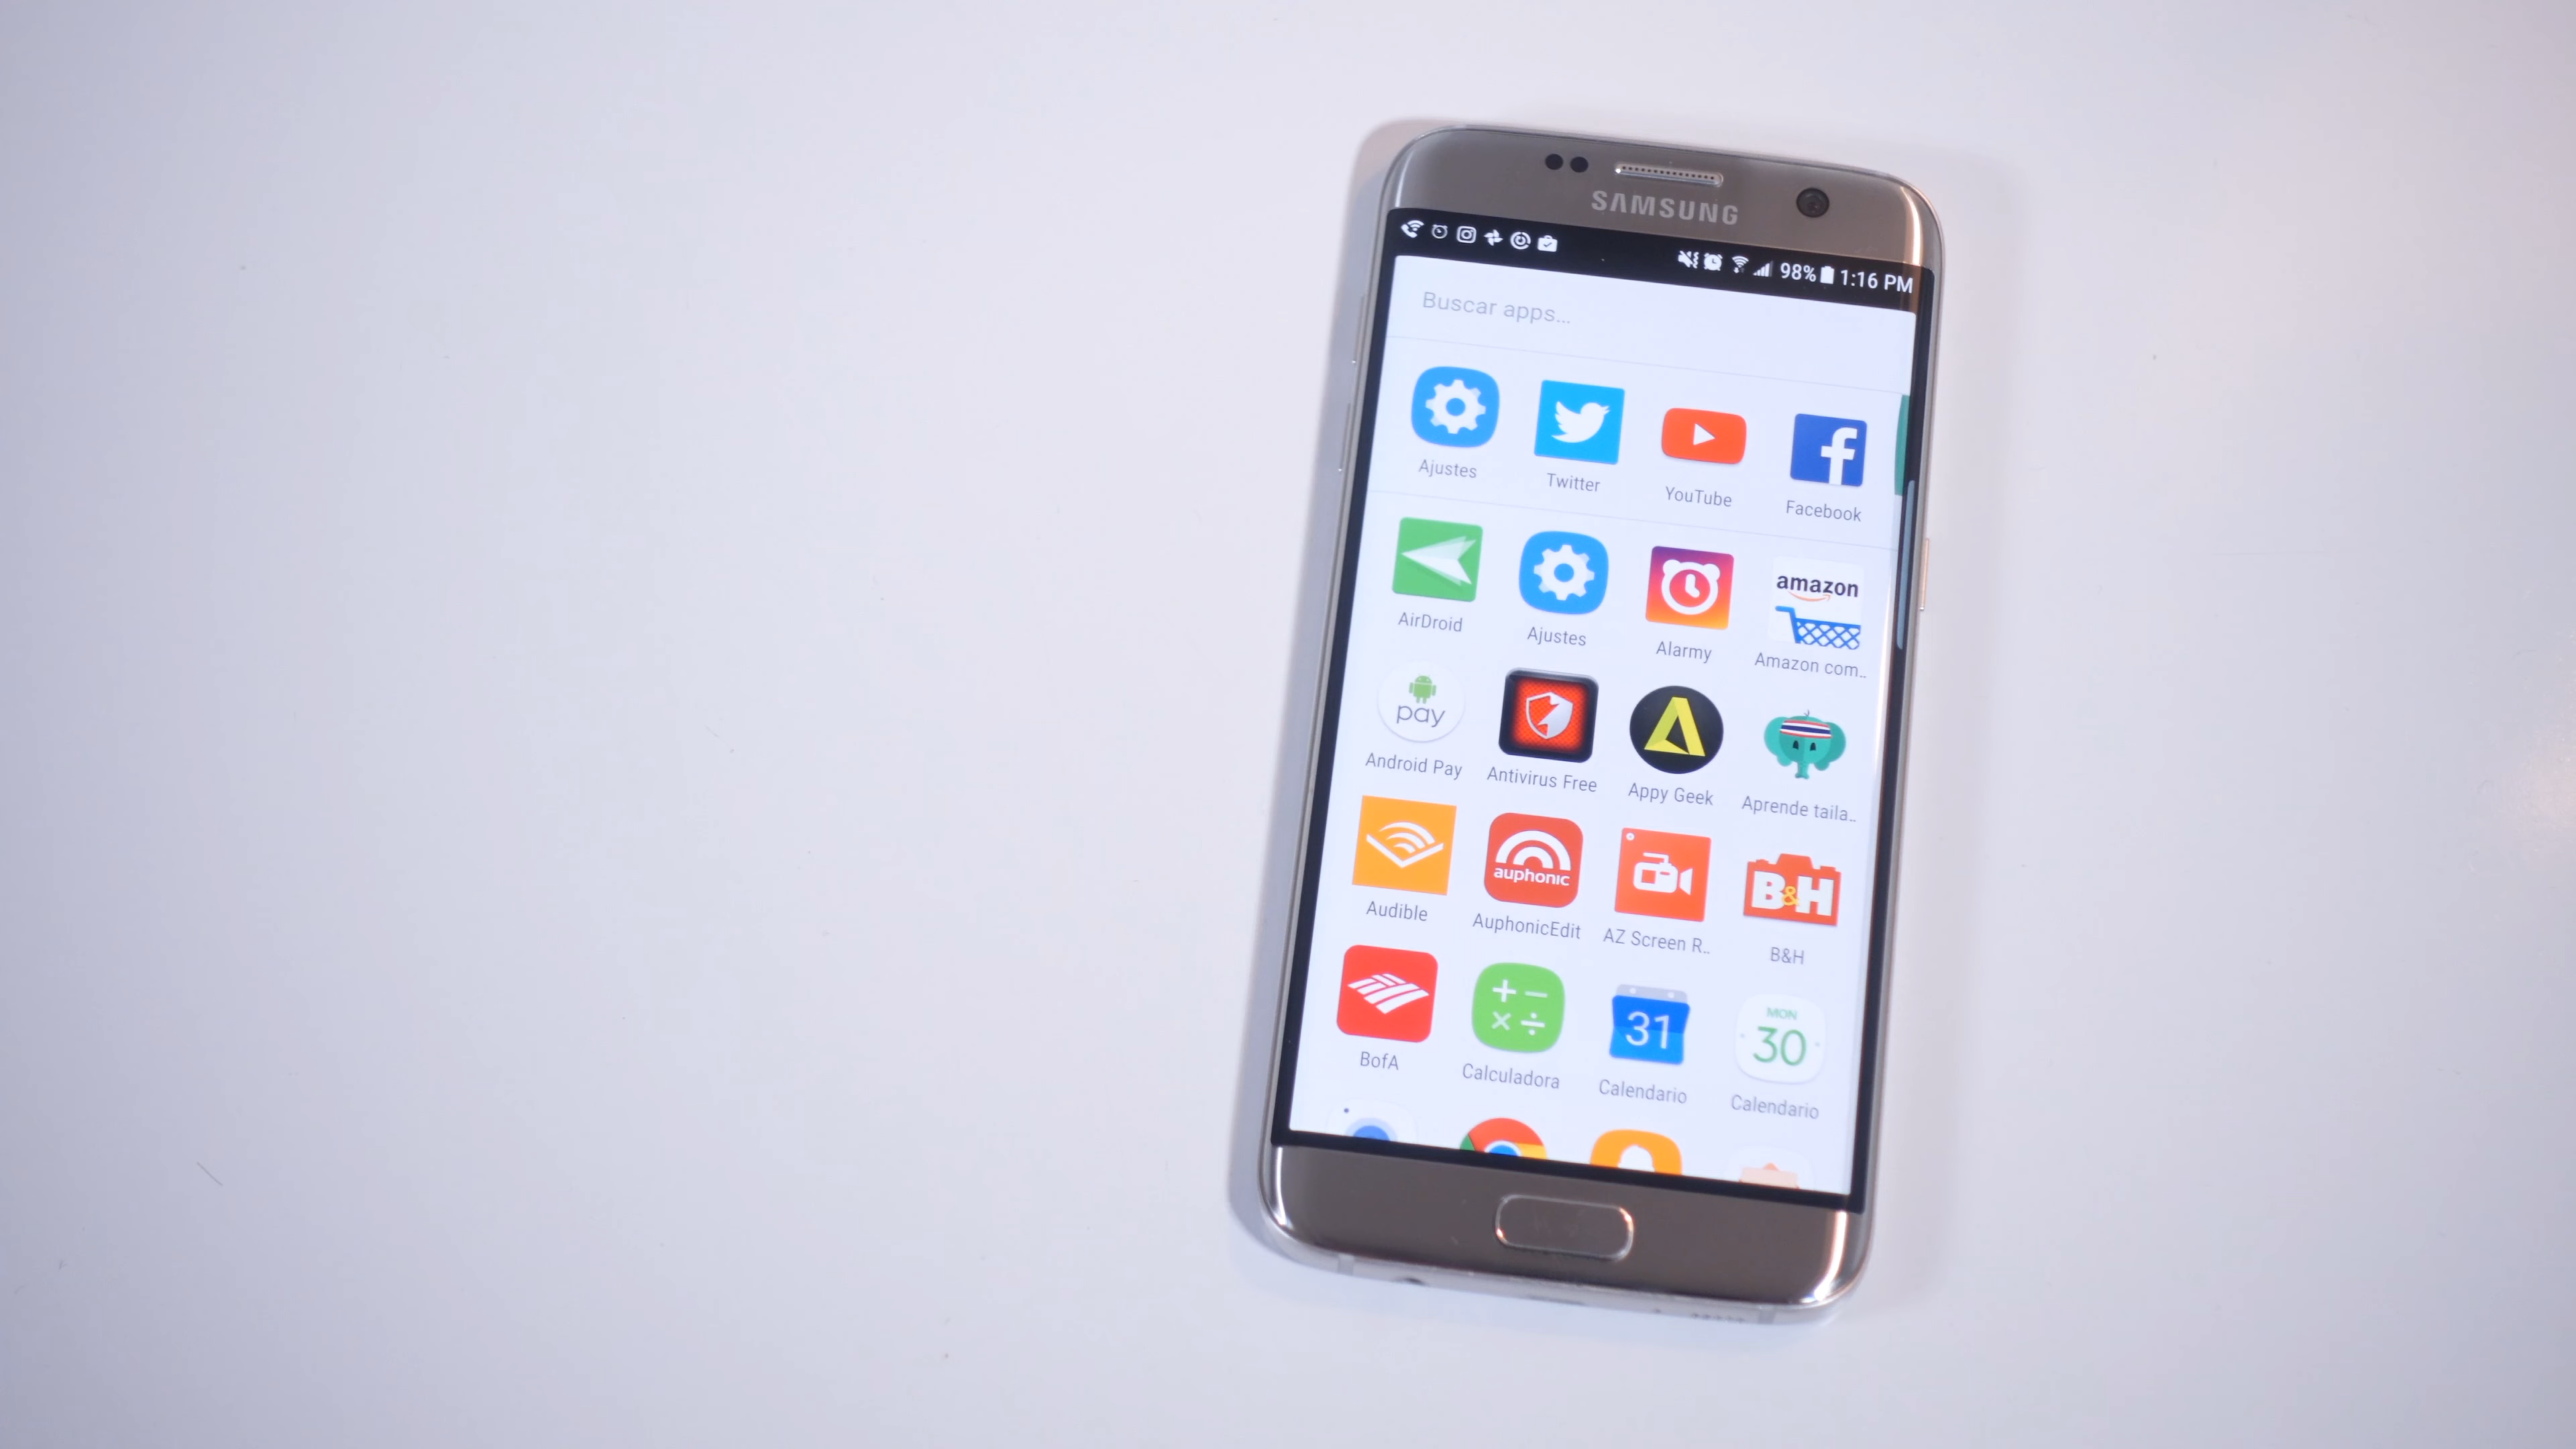 SAMSUNG
98% 1:16 PM
Buscar apps...
Ajustes
Twitter
YouTube
Facebook
AirDroid
Ajustes
Alarmy
amazon
Amazon com..
pay
Android Pay
Antivirus Free
Appy Geek
Aprende taila..
Audible
auphonic
AuphonicEdit
AZ Screen R..
B&H
B&H
BofA
Calculadora
31
Calendario
MON
30
Calendario